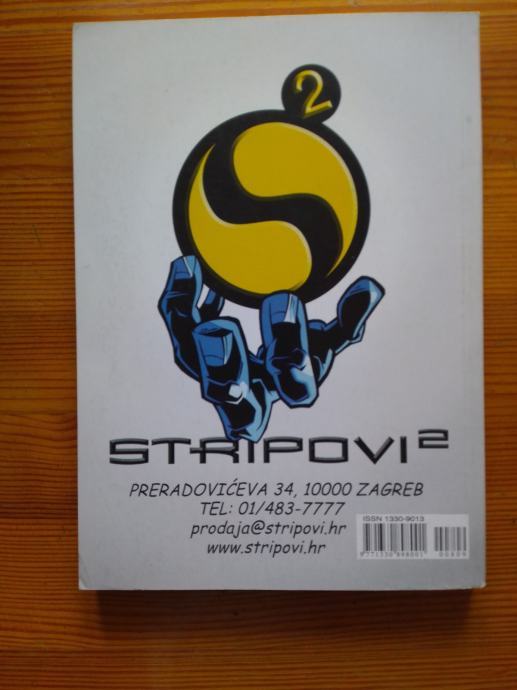 2
STRIPOVI²
PRERADOVIĆEVA 34, 10000 ZAGREB
TEL: 01/483-7777
prodaja@stripovi.hr
www.stripovi.hr
ISSN 1330-9013